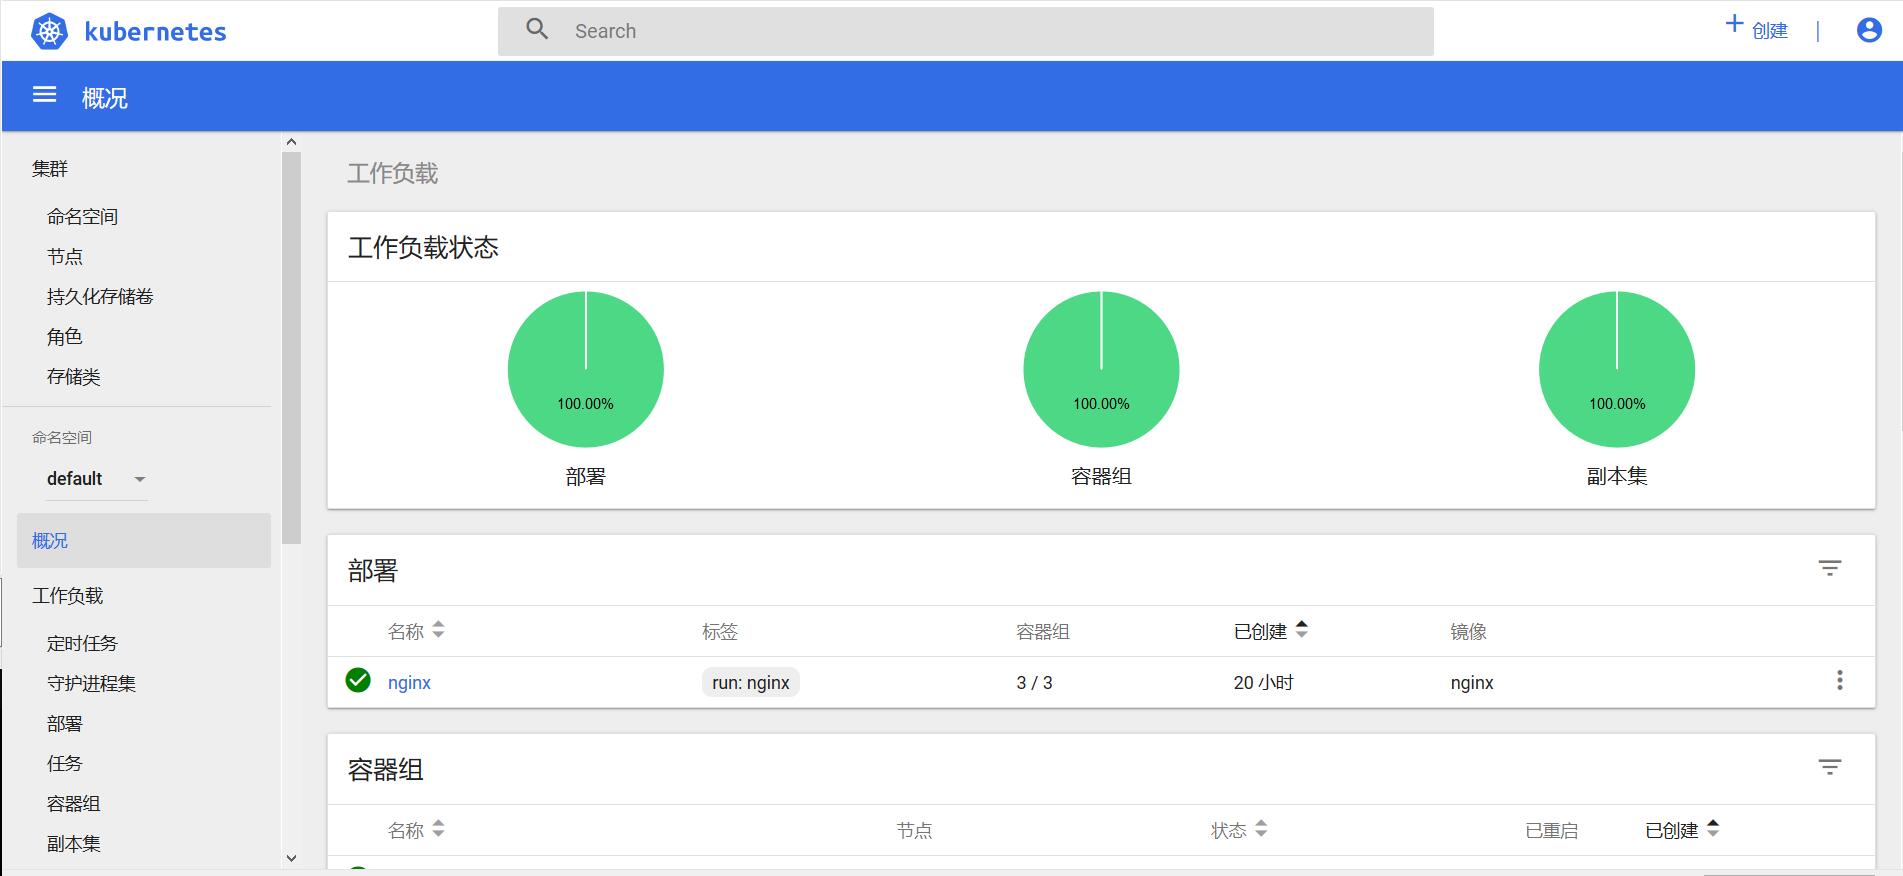 kubernetes
Search
+ 创建 |
概况
集群
命名空间
节点
持久化存储卷
角色
存储类
命名空间
default
概况
工作负载
定时任务
守护进程集
部署
任务
容器组
副本集
工作负载
工作负载状态
100.00% 100.00% 100.00%
部署 容器组 副本集
部署
名称 标签 容器组 已创建 镜像
nginx run: nginx 3 / 3 20 小时 nginx
容器组
名称 节点 状态 已重启 已创建